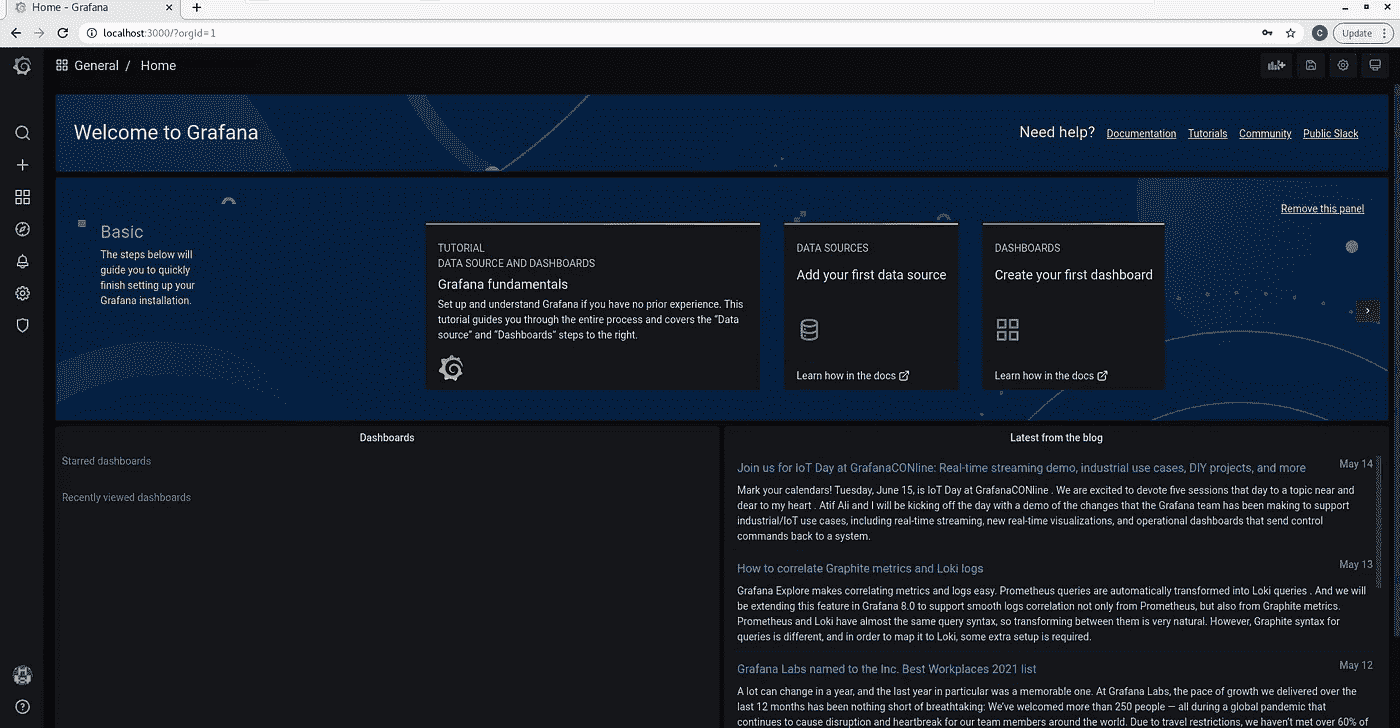 Home - Grafana
localhost:3000/?orgId=1
C
Update
General / Home
Welcome to Grafana
Need help?
Documentation
Tutorials
Community
Public Slack
Remove this panel
Basic
The steps below will
guide you to quickly
finish setting up your
Grafana installation.
TUTORIAL
DATA SOURCE AND DASHBOARDS
Grafana fundamentals
Set up and understand Grafana if you have no prior experience. This
tutorial guides you through the entire process and covers the “Data
source” and “Dashboards” steps to the right.
DATA SOURCES
Add your first data source
Learn how in the docs
DASHBOARDS
Create your first dashboard
Learn how in the docs
Dashboards
Starred dashboards
Recently viewed dashboards
Latest from the blog
Join us for IoT Day at GrafanaCONline: Real-time streaming demo, industrial use cases, DIY projects, and more
May 14
Mark your calendars! Tuesday, June 15, is IoT Day at GrafanaCONline . We are excited to devote five sessions that day to a topic near and
dear to my heart . Atif Ali and I will be kicking off the day with a demo of the changes that the Grafana team has been making to support
industrial/IoT use cases, including real-time streaming, new real-time visualizations, and operational dashboards that send control
commands back to a system.
How to correlate Graphite metrics and Loki logs
May 13
Grafana Explore makes correlating metrics and logs easy. Prometheus queries are automatically transformed into Loki queries . And we will
be extending this feature in Grafana 8.0 to support smooth logs correlation not only from Prometheus, but also from Graphite metrics.
Prometheus and Loki have almost the same query syntax, so transforming between them is very natural. However, Graphite syntax for
queries is different, and in order to map it to Loki, some extra setup is required.
Grafana Labs named to the Inc. Best Workplaces 2021 list
May 12
A lot can change in a year, and the last year in particular was a memorable one. At Grafana Labs, the pace of growth we delivered over the
last 12 months has been nothing short of breathtaking: We’ve welcomed more than 250 people — all during a global pandemic that
continues to cause disruption and heartbreak for our team members around the world. Due to travel restrictions, we haven’t met over 60% of